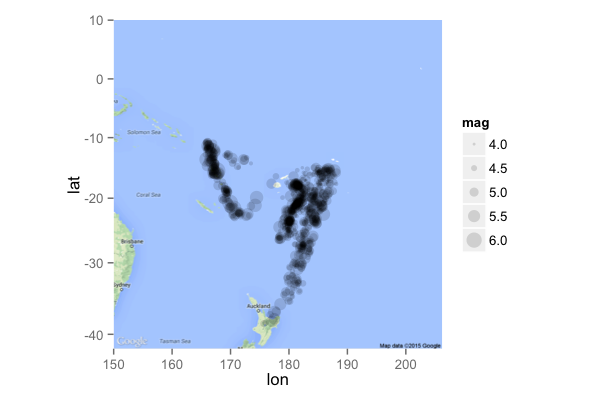 10
0
-10
-20
-30
-40
lat
150
160
170
180
190
200
lon
Solomon Sea
Coral Sea
Brisbane
Sydney
Auckland
Tasman Sea
Google
Map data ©2015 Google
mag
4.0
4.5
5.0
5.5
6.0